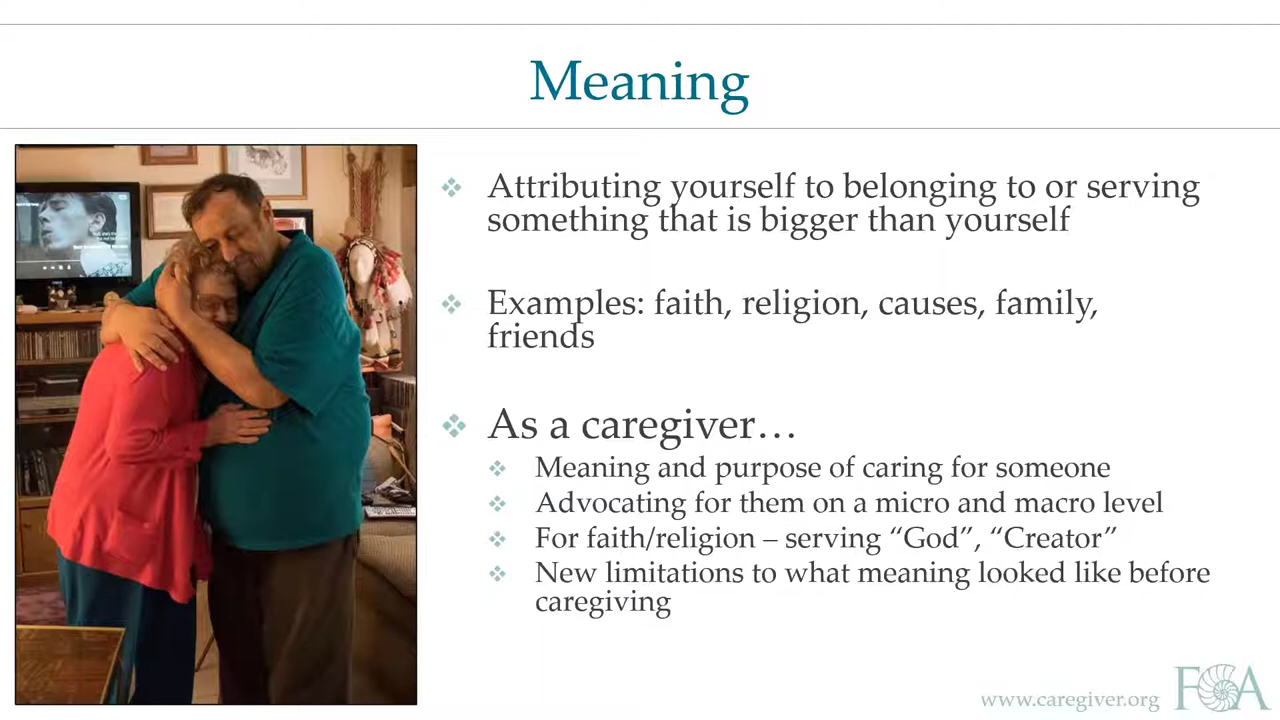 Meaning
Attributing yourself to belonging to or serving
something that is bigger than yourself
Examples: faith, religion, causes, family,
friends
As a caregiver…
Meaning and purpose of caring for someone
Advocating for them on a micro and macro level
For faith/religion – serving “God”, “Creator”
New limitations to what meaning looked like before
caregiving
www.caregiver.org
FCA